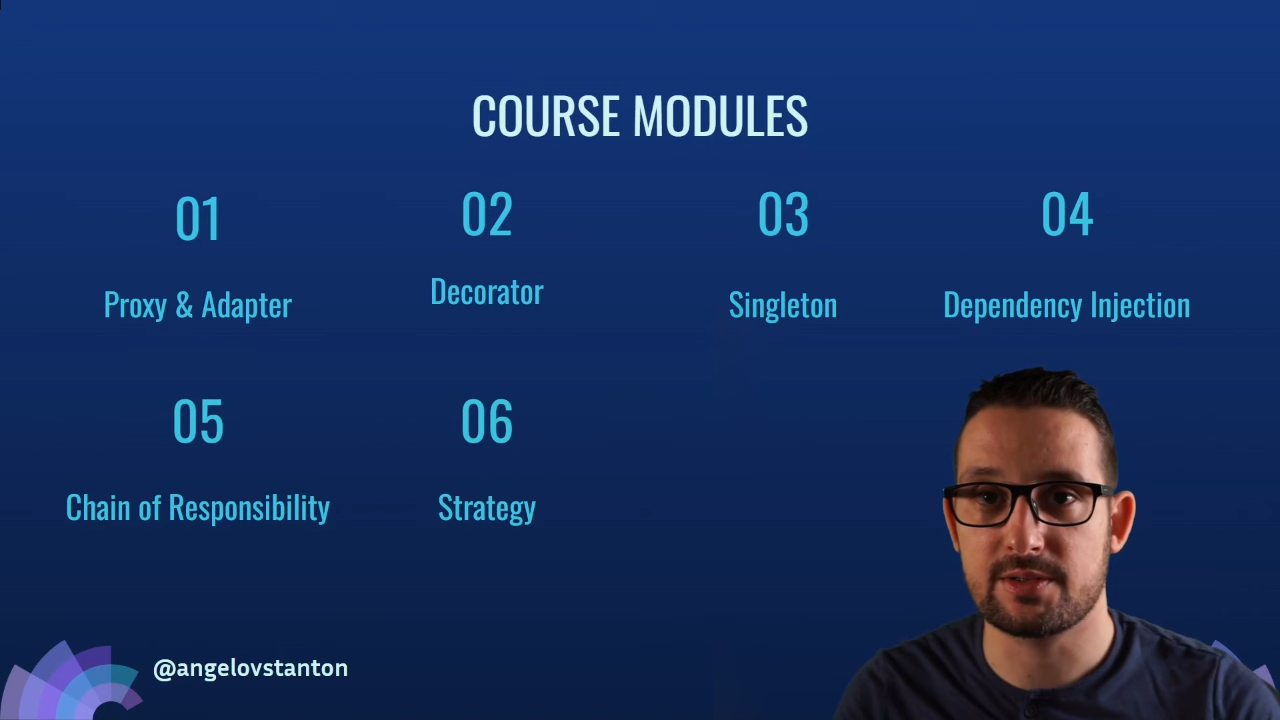 COURSE MODULES
01
02
03
04
Proxy & Adapter
Decorator
Singleton
Dependency Injection
05
06
Chain of Responsibility
Strategy
@angelovstanton